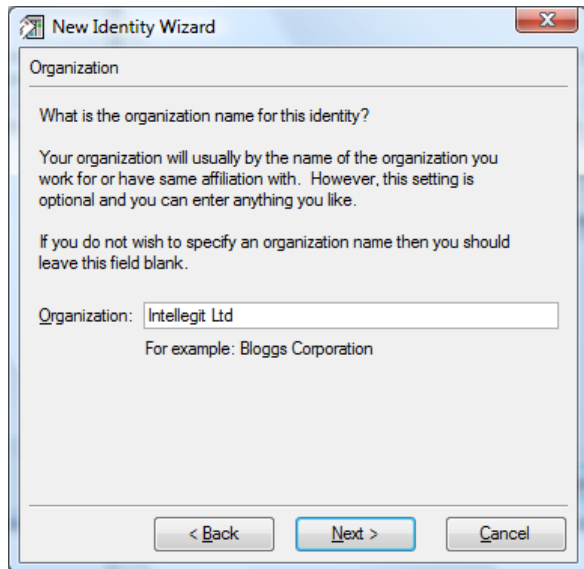 New Identity Wizard
Organization
What is the organization name for this identity?
Your organization will usually by the name of the organization you
work for or have same affiliation with.  However, this setting is
optional and you can enter anything you like.
If you do not wish to specify an organization name then you should
leave this field blank.
Organization: Intellegit Ltd
For example: Bloggs Corporation
< Back Next > Cancel